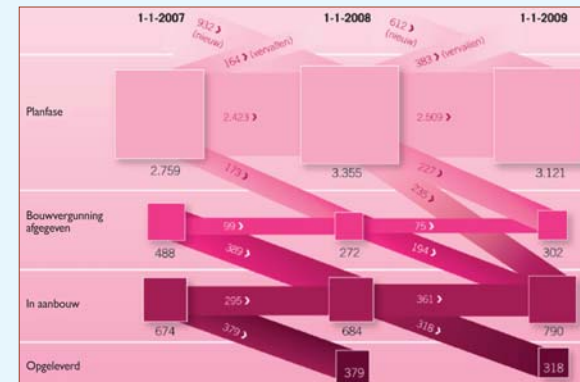 1-1-2007 1-1-2008 1-1-2009
932 ❯ (nieuw) 612 ❯ (nieuw)
164 ❯ (vervallen) 383 ❯ (vervallen)
Planfase 2.423 ❯ 2.509 ❯
2.759 3.355 3.121
173 ❯ 227 ❯
235 ❯
Bouwvergunning
afgegeven
99 ❯ 75 ❯
488 389 ❯ 272 194 ❯ 302
In aanbouw 295 ❯ 361 ❯
674 684 790
379 ❯ 318 ❯
Opgeleverd 379 318